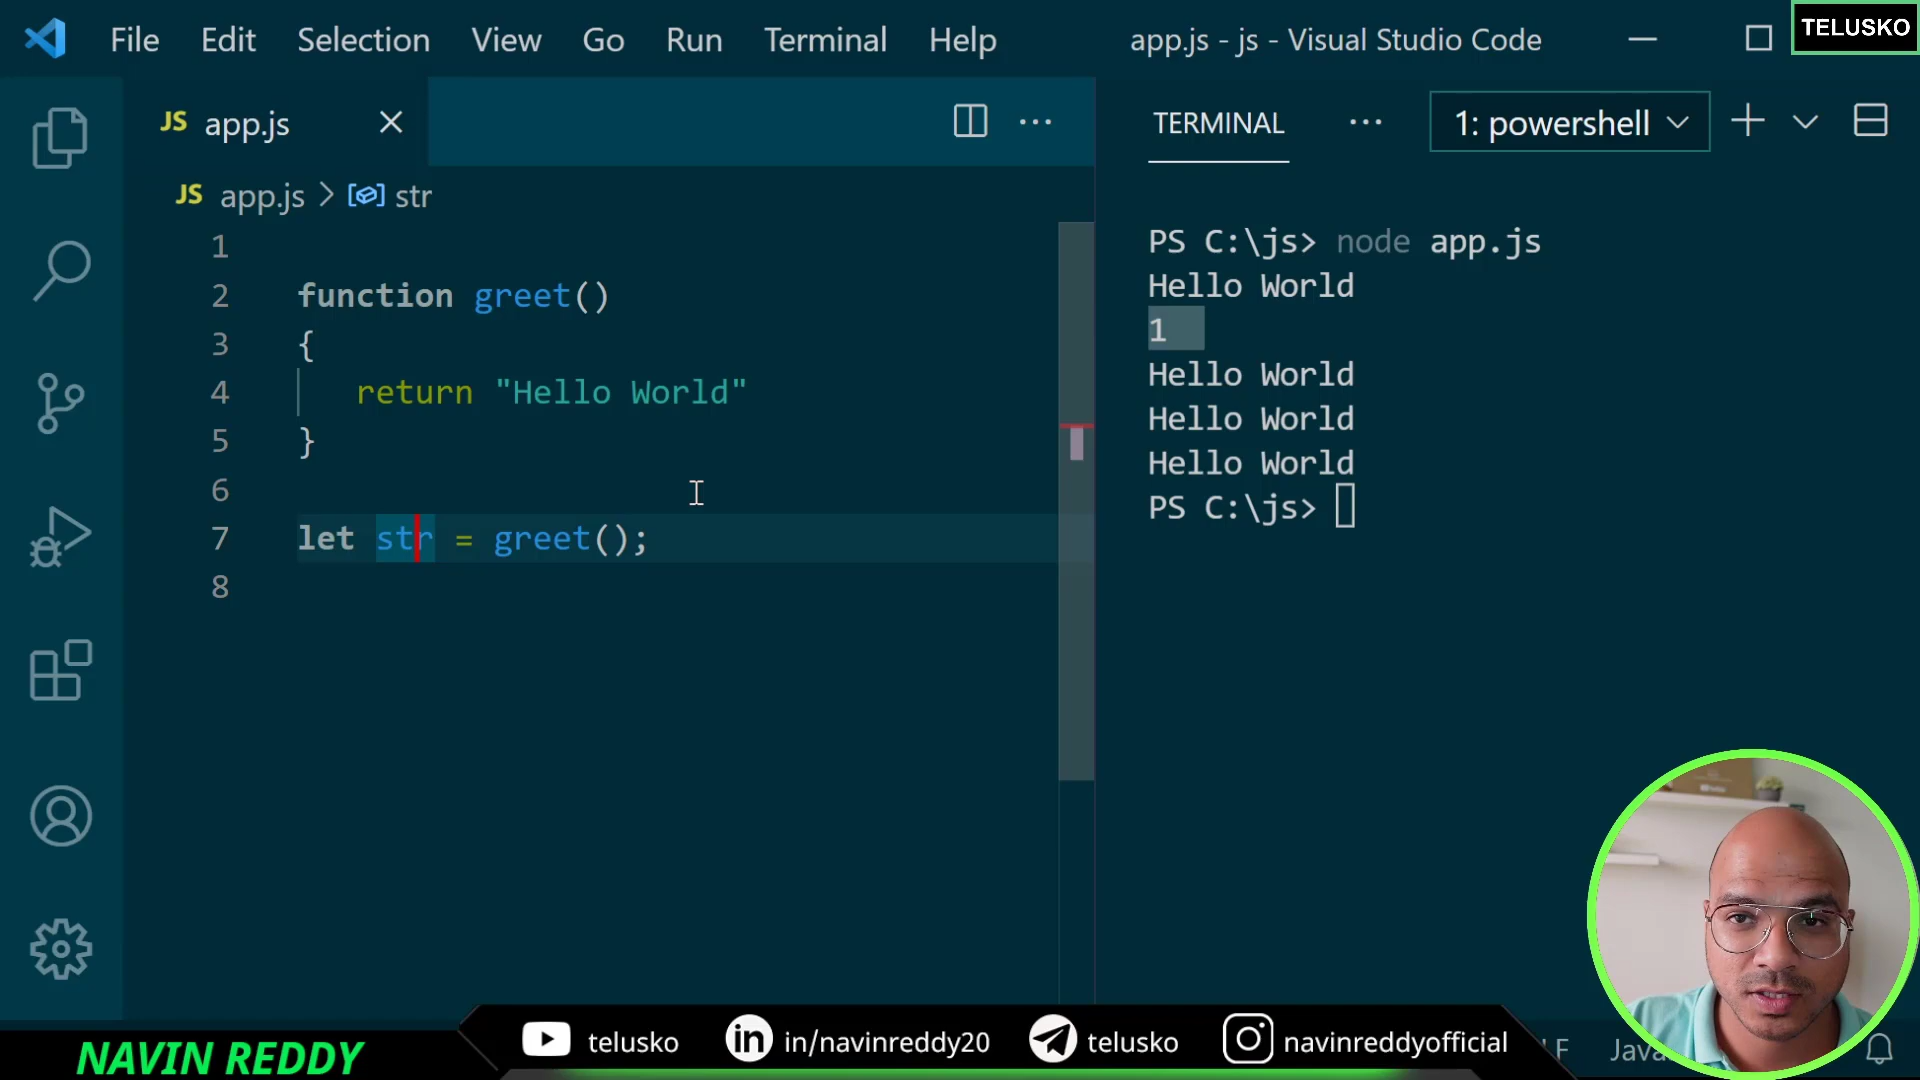 File Edit Selection View Go Run Terminal Help
app.js - js - Visual Studio Code
TELUSKO
JS app.js
JS app.js > str
1
2 function greet()
3 {
4 return "Hello World"
5 }
6
7 let str = greet();
8
TERMINAL
1: powershell
PS C:\js> node app.js
Hello World
1
Hello World
Hello World
Hello World
PS C:\js>
NAVIN REDDY
telusko
in/navinreddy20
telusko
navinreddyofficial